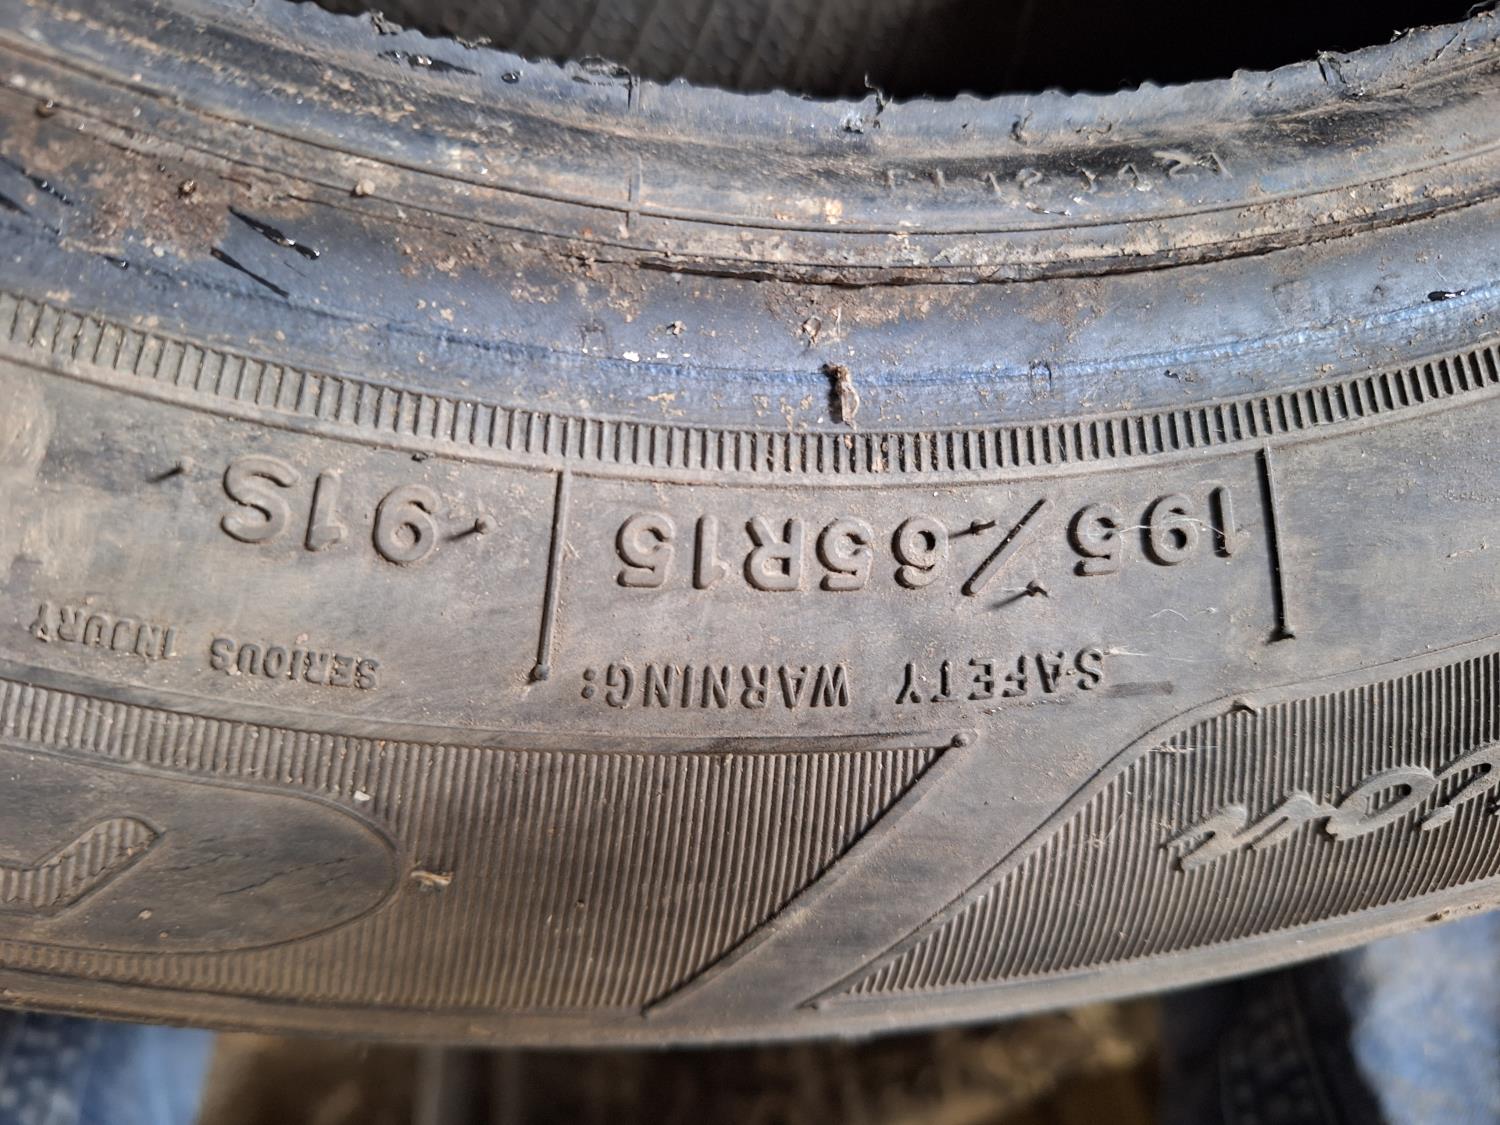 SAFETY WARNING: SERIOUS INJURY
195/65R15 91S